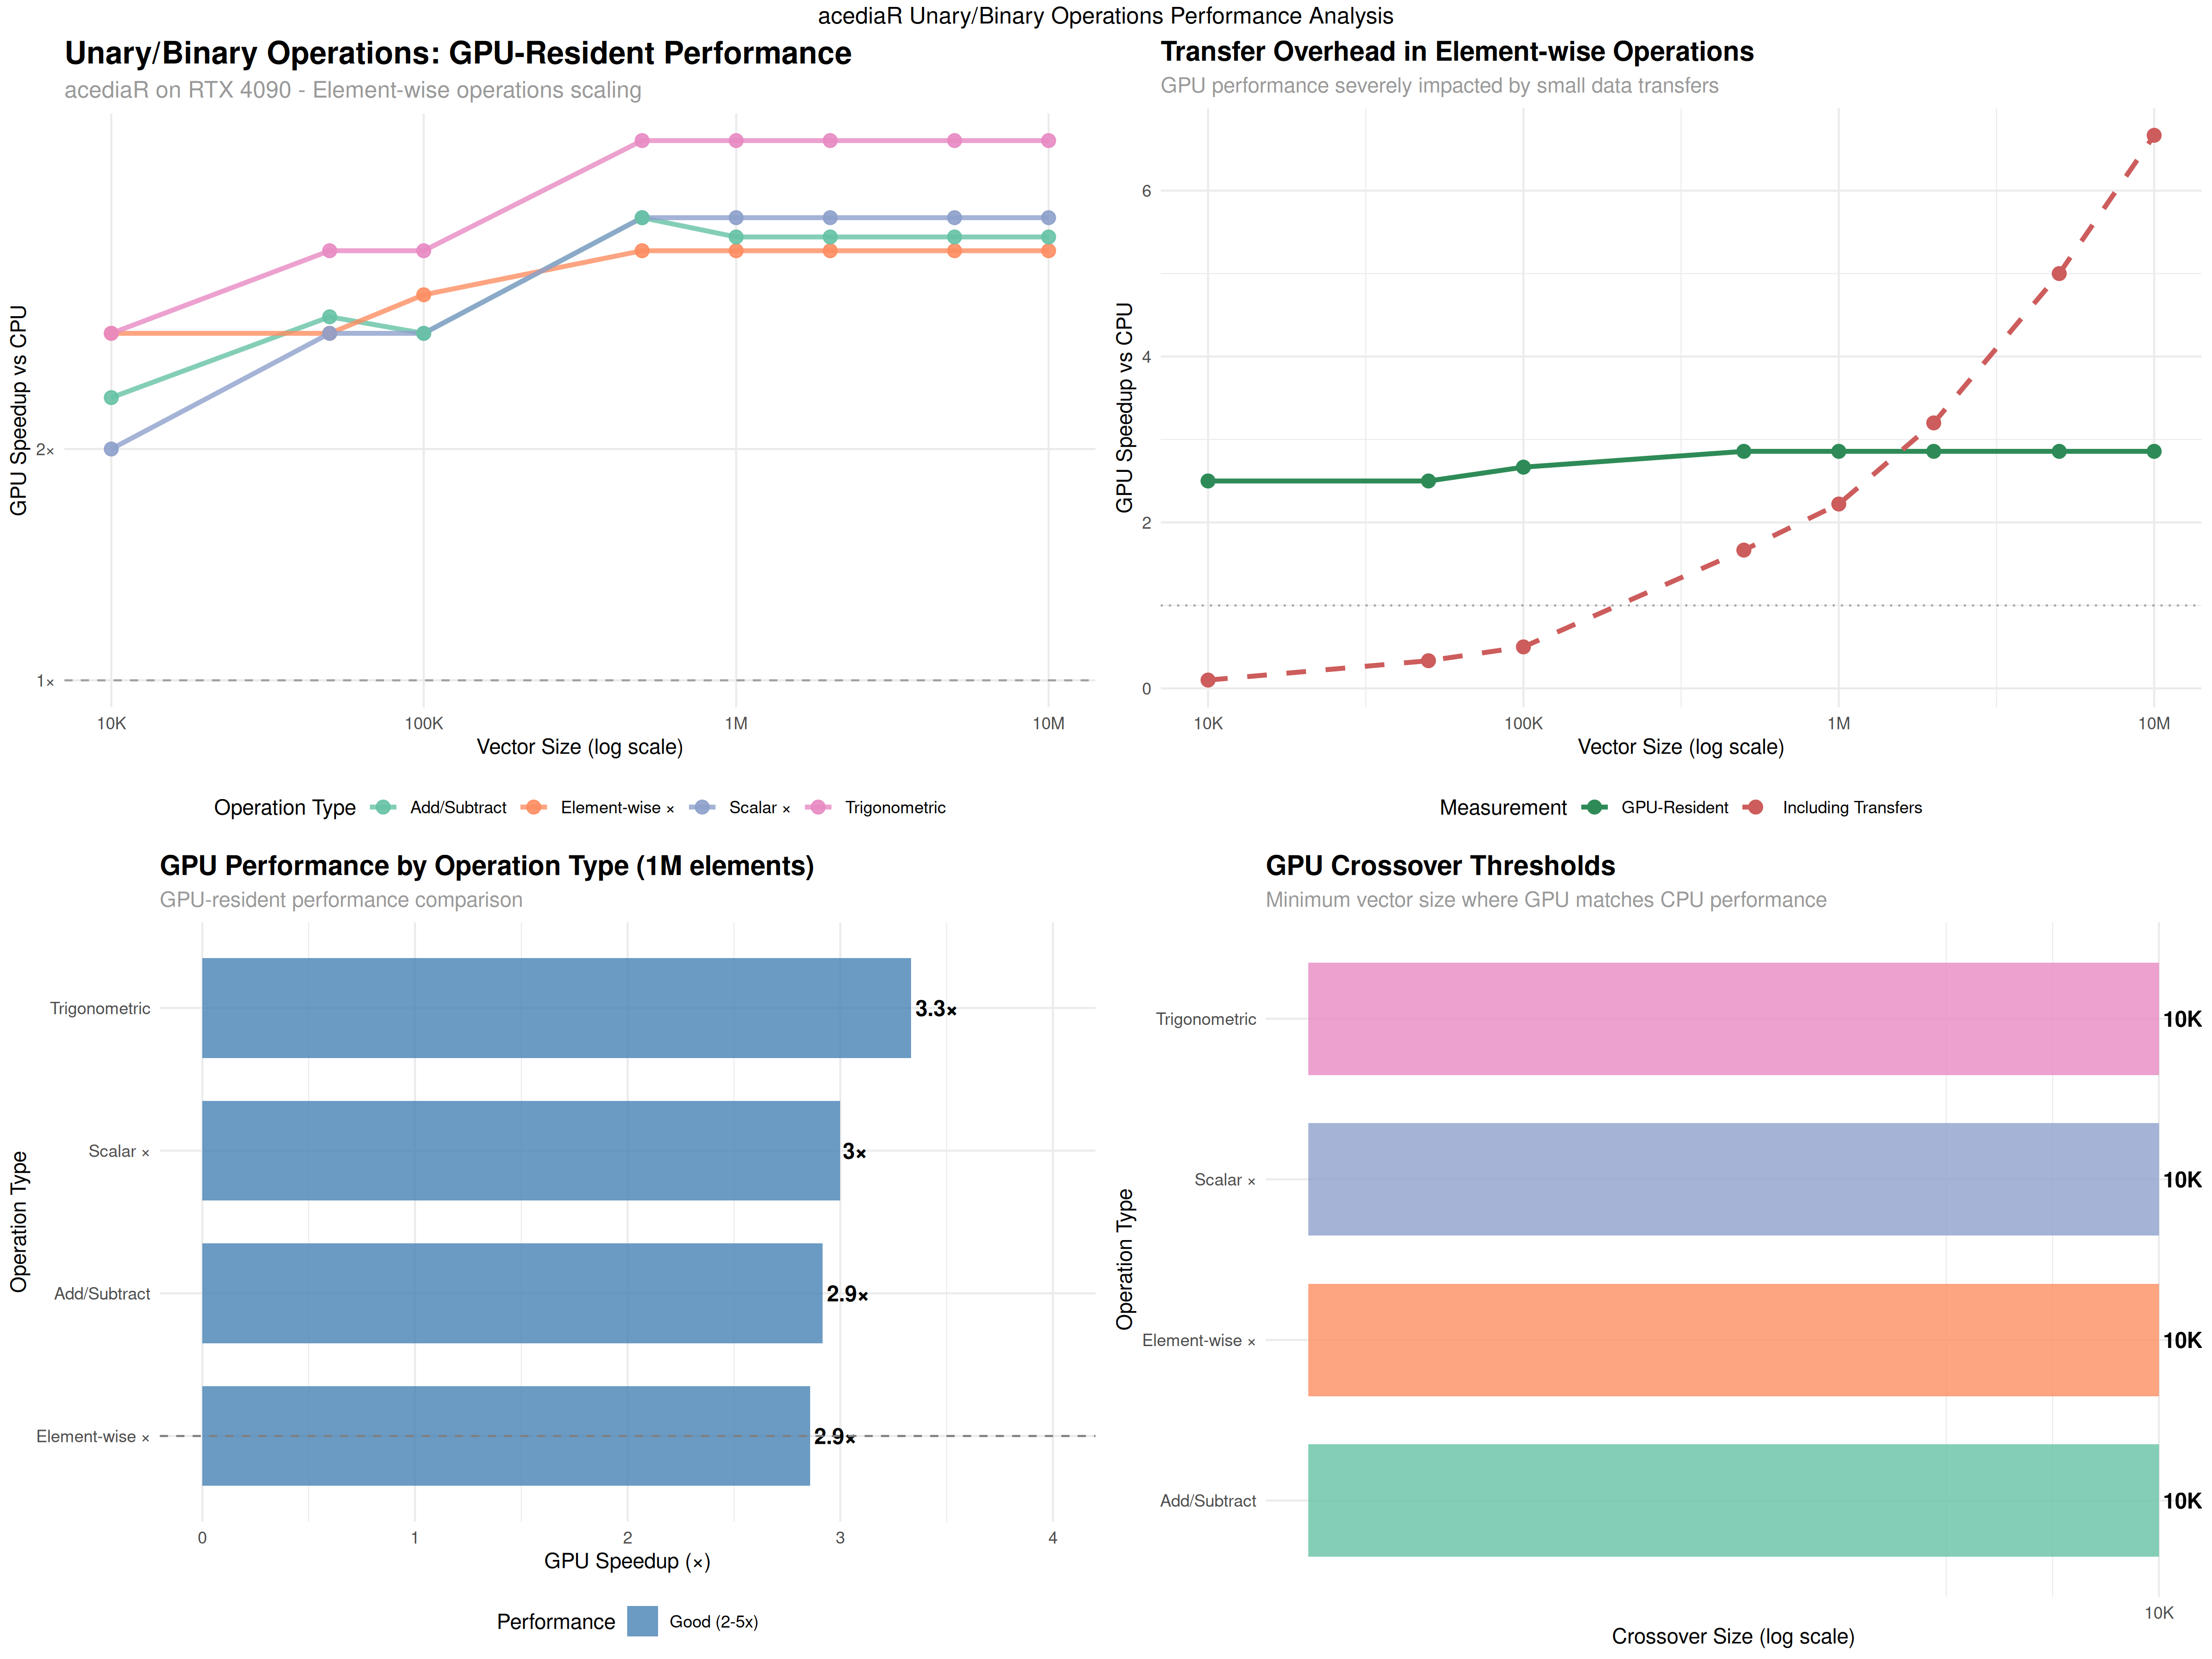 acediaR Unary/Binary Operations Performance Analysis
Unary/Binary Operations: GPU-Resident Performance
acediaR on RTX 4090 - Element-wise operations scaling
GPU Speedup vs CPU
2×
1×
10K 100K 1M 10M
Vector Size (log scale)
Operation Type Add/Subtract Element-wise × Scalar × Trigonometric
Transfer Overhead in Element-wise Operations
GPU performance severely impacted by small data transfers
GPU Speedup vs CPU
6
4
2
0
10K 100K 1M 10M
Vector Size (log scale)
Measurement GPU-Resident Including Transfers
GPU Performance by Operation Type (1M elements)
GPU-resident performance comparison
Operation Type
Trigonometric 3.3×
Scalar × 3×
Add/Subtract 2.9×
Element-wise × 2.9×
0 1 2 3 4
GPU Speedup (×)
Performance Good (2-5x)
GPU Crossover Thresholds
Minimum vector size where GPU matches CPU performance
Operation Type
Trigonometric 10K
Scalar × 10K
Element-wise × 10K
Add/Subtract 10K
10K
Crossover Size (log scale)